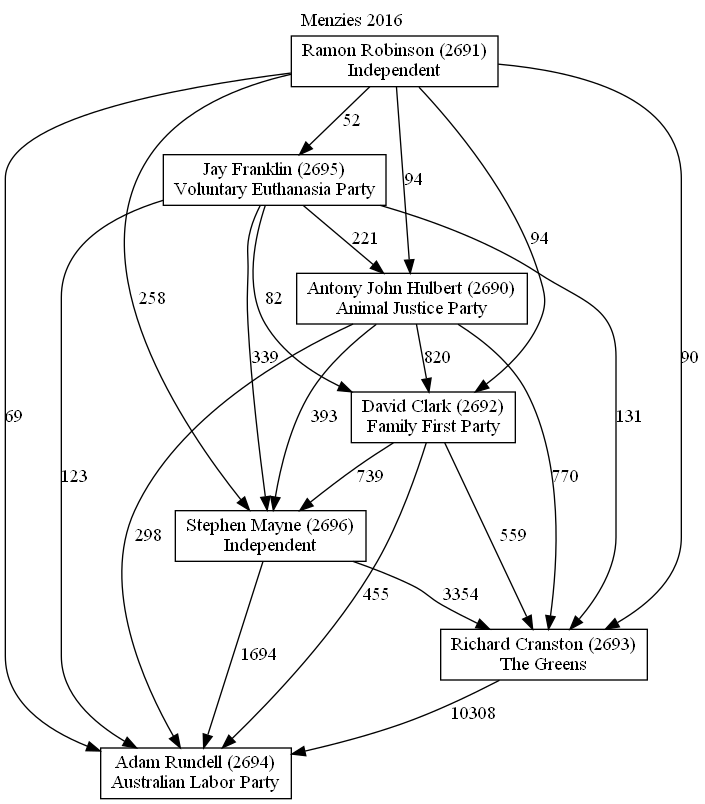 Menzies 2016
Ramon Robinson (2691)
Independent
52
Jay Franklin (2695)
Voluntary Euthanasia Party
94
221
94
Antony John Hulbert (2690)
Animal Justice Party
258
82
339
820
90
David Clark (2692)
Family First Party
69
393
131
123
739
770
Stephen Mayne (2696)
Independent
298
559
455
3354
Richard Cranston (2693)
The Greens
1694
10308
Adam Rundell (2694)
Australian Labor Party